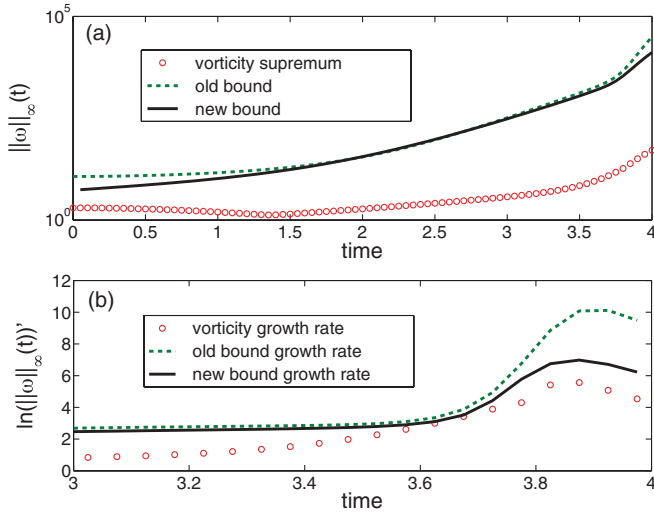 10^5
(a)
vorticity supremum
old bound
new bound
||ω||∞(t)
10^0
0 0.5 1 1.5 2 2.5 3 3.5 4
time
12
(b)
10
vorticity growth rate
8
old bound growth rate
6
new bound growth rate
4
2
0
ln(||ω||∞(t))’
3 3.2 3.4 3.6 3.8 4
time